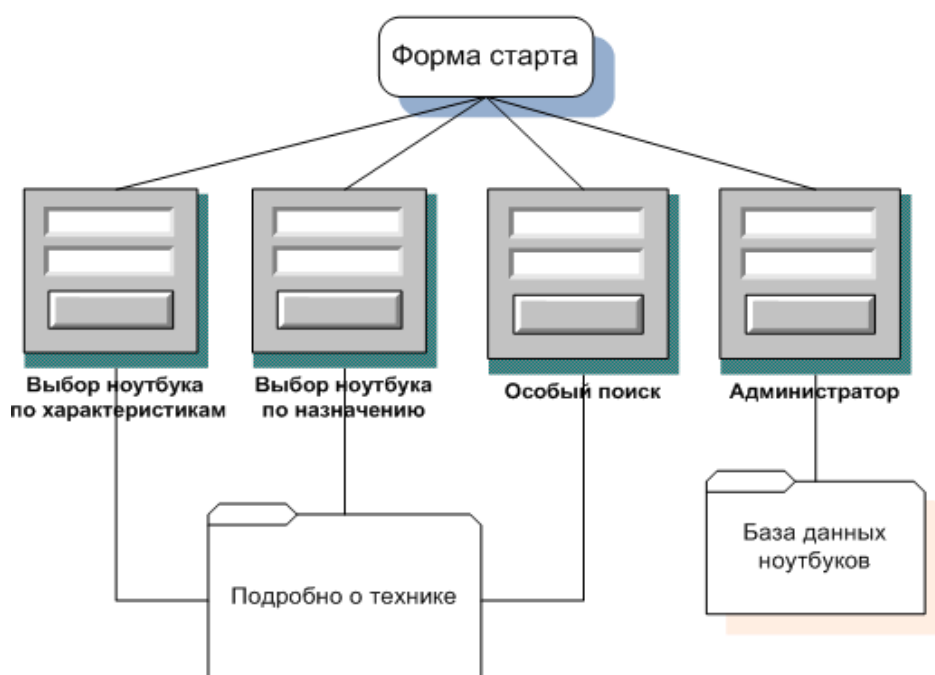 Форма старта
Выбор ноутбука
по характеристикам
Выбор ноутбука
по назначению
Особый поиск
Администратор
База данных
ноутбуков
Подробно о технике